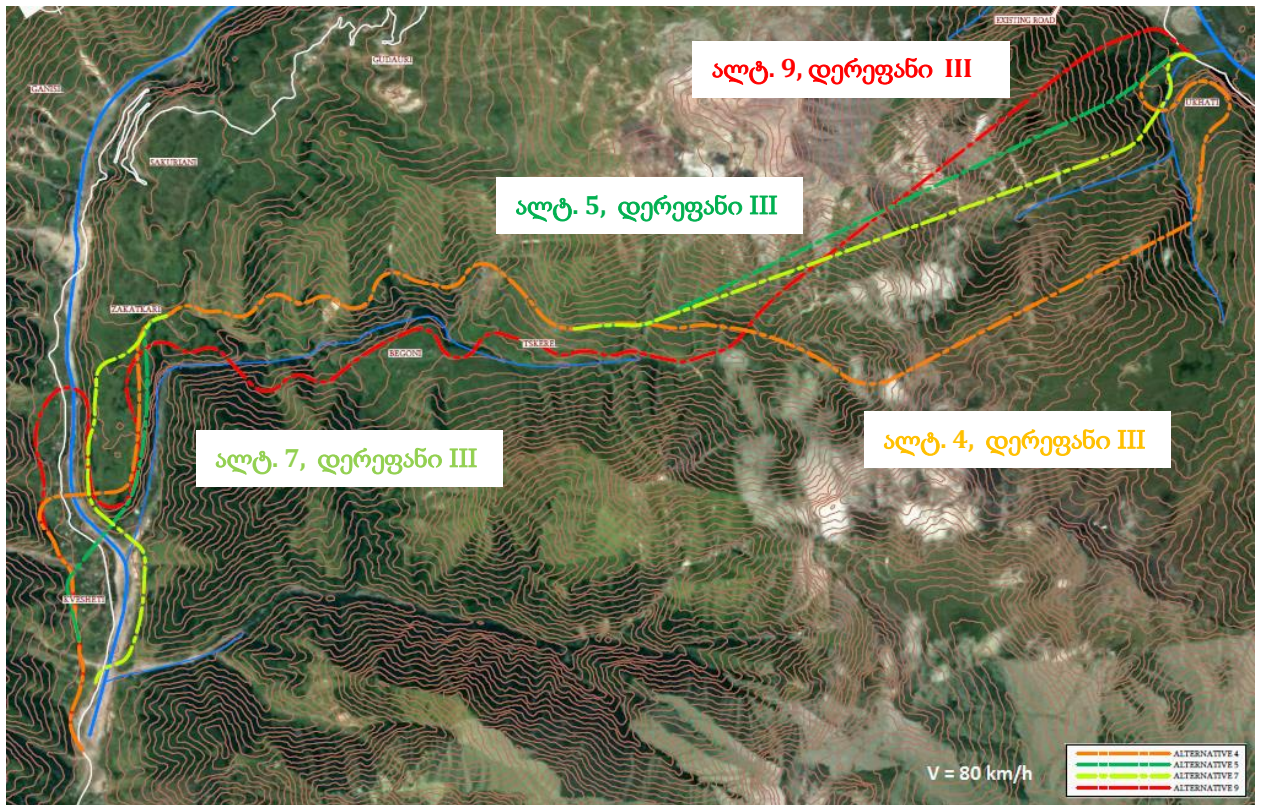 EXISTING ROAD
GUDAURI
ალტ. 9, დერეფანი III
GANISI
UKHATI
SAKURIANI
ალტ. 5, დერეფანი III
ZAKATKARI
TSKERE
BEGONI
ალტ. 4, დერეფანი III
ალტ. 7, დერეფანი III
KVESHETI
V = 80 km/h
ALTERNATIVE 4
ALTERNATIVE 5
ALTERNATIVE 7
ALTERNATIVE 9